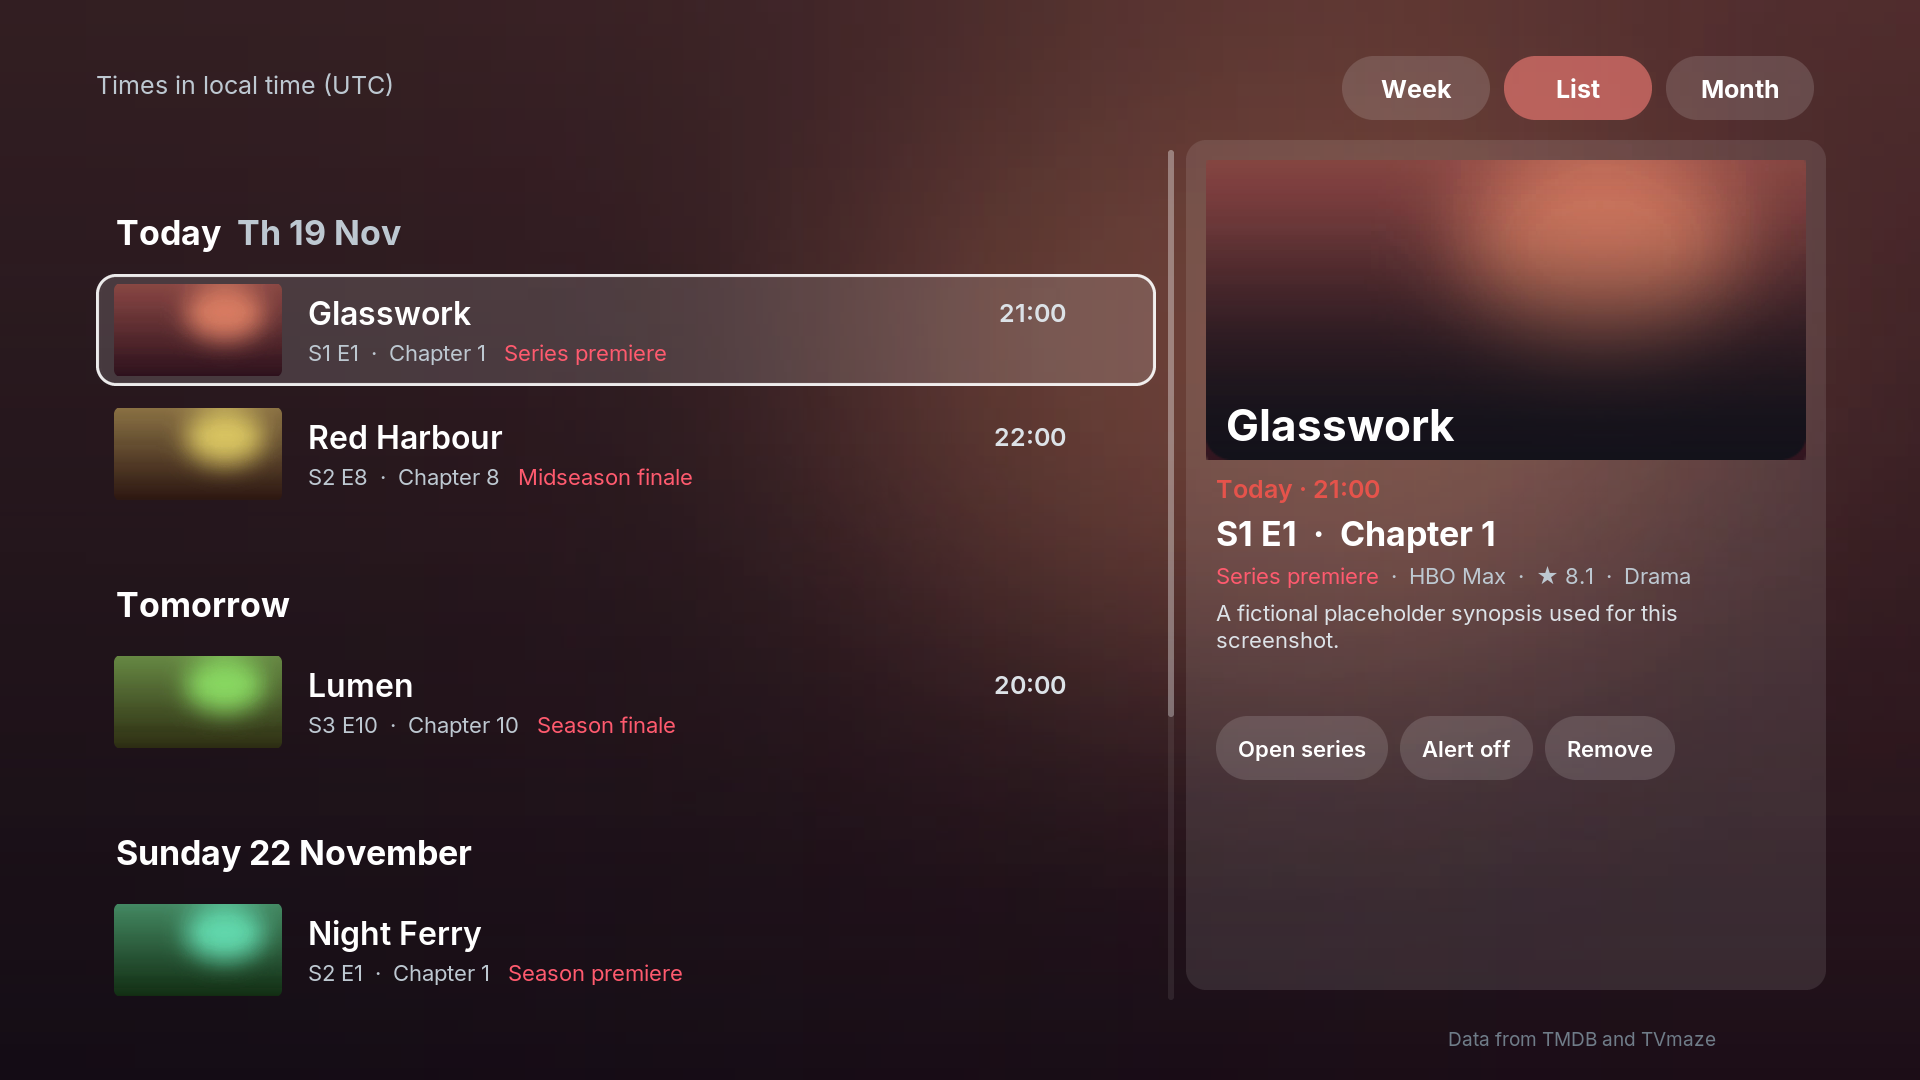 Times in local time (UTC)
Week
List
Month
Today Th 19 Nov
Glasswork
21:00
S1 E1 · Chapter 1 Series premiere
Red Harbour
22:00
S2 E8 · Chapter 8 Midseason finale
Tomorrow
Lumen
20:00
S3 E10 · Chapter 10 Season finale
Sunday 22 November
Night Ferry
S2 E1 · Chapter 1 Season premiere
Glasswork
Today · 21:00
S1 E1 · Chapter 1
Series premiere · HBO Max · ★ 8.1 · Drama
A fictional placeholder synopsis used for this
screenshot.
Open series
Alert off
Remove
Data from TMDB and TVmaze